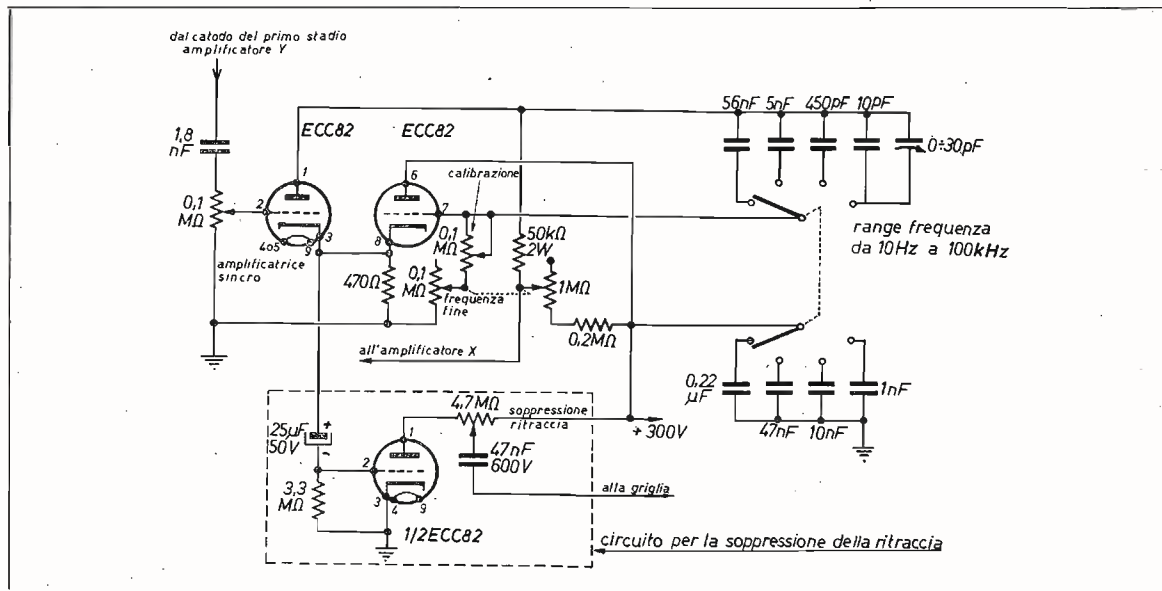 dal catodo del primo stadio
amplificatore Y
1,8
nF
ECC82
ECC82
56nF
5nF
450pF
10pF
0÷30pF
1
6
calibrazione
0,1
MΩ
2
3
4o5
9
7
8
0,1
MΩ
50kΩ
2W
range frequenza
da 10Hz a 100kHz
amplificatrice
sincro
470Ω
0,1
MΩ
frequenza
fine
1MΩ
0,2MΩ
all'amplificatore X
0,22
µF
47nF
10nF
1nF
4,7MΩ
soppressione
ritraccia
+300V
25µF
50V
+
-
1
2
3
4
9
47nF
600V
3,3
MΩ
alla griglia
1/2ECC82
circuito per la soppressione della ritraccia